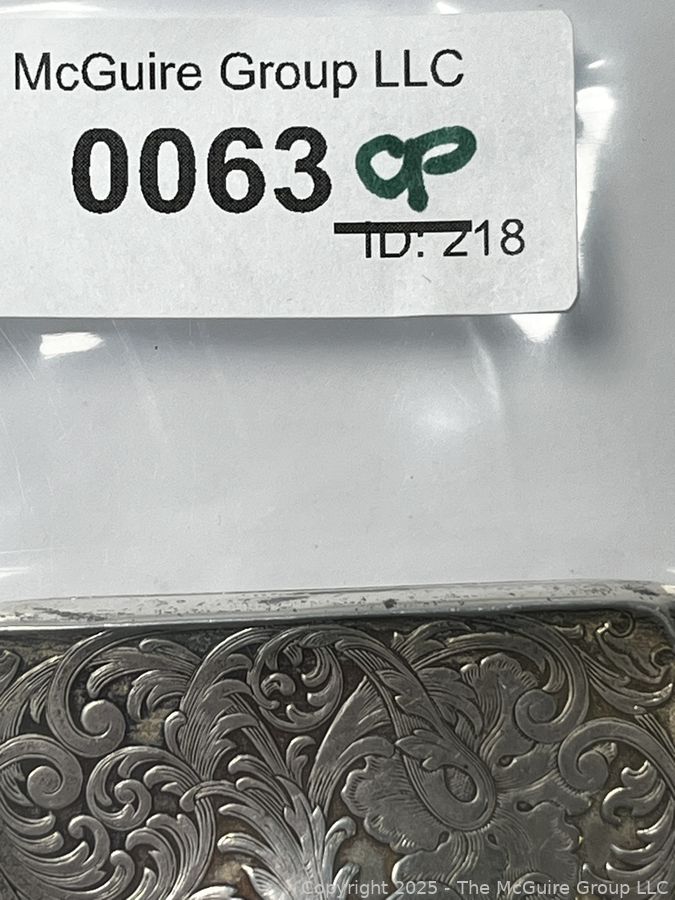 McGuire Group LLC
0063
ID: 218
Copyright 2025 - The McGuire Group LLC